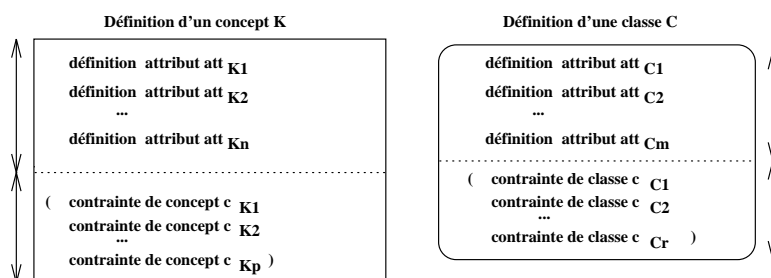 Définition d'un concept K
définition attribut att K1
définition attribut att K2
...
définition attribut att Kn
( contrainte de concept c K1
contrainte de concept c K2
...
contrainte de concept c Kp )
Définition d'une classe C
définition attribut att C1
définition attribut att C2
...
définition attribut att Cm
( contrainte de classe c C1
contrainte de classe c C2
...
contrainte de classe c Cr )